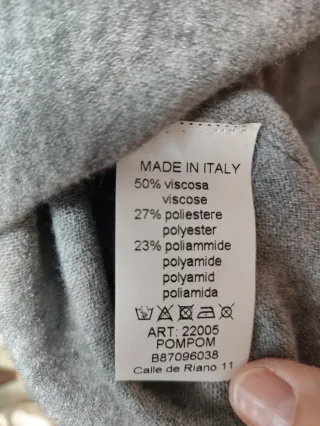 MADE IN ITALY
50% viscosa
viscose
27% poliestere
polyester
23% poliammide
polyamide
polyamid
poliamida
ART: 22005
POMPOM
B87096038
Calle de Riano 11